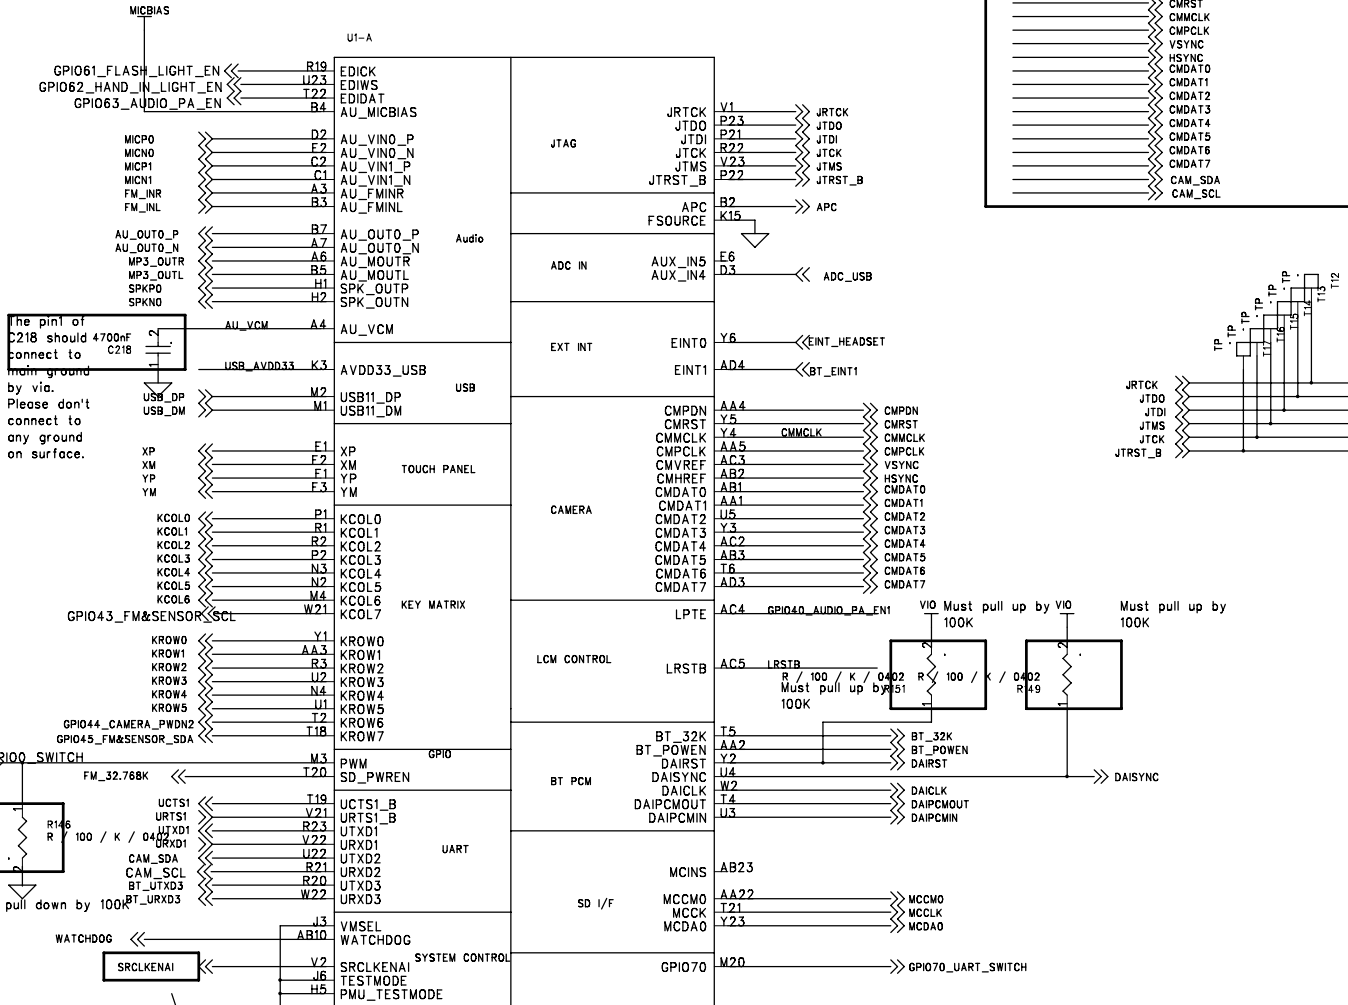 MICBIAS
U1-A
GPIO61_FLASH_LIGHT_EN R19 EDICK
GPIO62_HAND_IN_LIGHT_EN U23 EDIWS
GPIO63_AUDIO_PA_EN T22 EDIDAT
B4 AU_MICBIAS
MICP0 D2 AU_VIN0_P
MICN0 E2 AU_VIN0_N
MICP1 C2 AU_VIN1_P
MICN1 C1 AU_VIN1_N
FM_INR A3 AU_FMINR
FM_INL B3 AU_FMINL
AU_OUT0_P B7 AU_OUT0_P
AU_OUT0_N A7 AU_OUT0_N
MP3_OUTR A6 AU_MOUTR
MP3_OUTL B5 AU_MOUTL
SPKP0 H1 SPK_OUTP
SPKN0 H2 SPK_OUTN
Audio
AU_VCM A4 AU_VCM
The pin1 of
C218 should
connect to
main ground
by via.
Please don't
connect to
any ground
on surface.
4700nF
C218
2
1
USB_AVDD33 K3 AVDD33_USB
USB_DP M2 USB11_DP
USB_DM M1 USB11_DM
USB
XP E1 XP
XM F2 XM
YP F1 YP
YM F3 YM
TOUCH PANEL
KCOL0 P1 KCOL0
KCOL1 R1 KCOL1
KCOL2 R2 KCOL2
KCOL3 P2 KCOL3
KCOL4 N3 KCOL4
KCOL5 N2 KCOL5
KCOL6 M4 KCOL6
GPIO43_FM&SENSOR_SCL W21 KCOL7
KEY MATRIX
KROW0 Y1 KROW0
KROW1 AA3 KROW1
KROW2 R3 KROW2
KROW3 U2 KROW3
KROW4 N4 KROW4
KROW5 U1 KROW5
GPIO44_CAMERA_PWDN2 T2 KROW6
GPIO45_FM&SENSOR_SDA T18 KROW7
RIO0_SWITCH M3 PWM
FM_32.768K T20 SD_PWREN
GPIO
UCTS1 T19 UCTS1_B
URTS1 V21 URTS1_B
UTXD1 R23 UTXD1
URXD1 V22 URXD1
CAM_SDA U22 UTXD2
CAM_SCL R21 URXD2
BT_UTXD3 R20 UTXD3
BT_URXD3 W22 URXD3
UART
1
R146
R / 100 / K / 0402
2
pull down by 100K
J3 VMSEL
WATCHDOG AB10 WATCHDOG
SRCLKENAI V2 SRCLKENAI
J6 TESTMODE
H5 PMU_TESTMODE
SYSTEM CONTROL
JTAG
JRTCK V1 JRTCK
JTDO P23 JTDO
JTDI P21 JTDI
JTCK R22 JTCK
JTMS V23 JTMS
JTRST_B P22 JTRST_B
APC B2 APC
FSOURCE K15
ADC IN
AUX_IN5 E6
AUX_IN4 D3 ADC_USB
EXT INT
EINT0 Y6 EINT_HEADSET
EINT1 AD4 BT_EINT1
CAMERA
CMPDN AA4 CMPDN
CMRST Y5 CMRST
CMMCLK Y4 CMMCLK CMMCLK
CMPCLK AA5 CMPCLK
CMVREF AC3 VSYNC
CMHREF AB2 HSYNC
CMDAT0 AB1 CMDAT0
CMDAT1 AA1 CMDAT1
CMDAT2 U5 CMDAT2
CMDAT3 Y3 CMDAT3
CMDAT4 AC2 CMDAT4
CMDAT5 AB3 CMDAT5
CMDAT6 T6 CMDAT6
CMDAT7 AD3 CMDAT7
LCM CONTROL
LPTE AC4 GPIO40_AUDIO_PA_EN1
LRSTB AC5 LRSTB
VIO Must pull up by
100K
VIO Must pull up by
100K
2
2
R / 100 / K / 0402
R / 100 / K / 0402
Must pull up by
100K
R151
R149
1
1
BT PCM
BT_32K T5 BT_32K
BT_POWEN AA2 BT_POWEN
DAIRST Y2 DAIRST
DAISYNC U4 DAISYNC
DAICLK W2 DAICLK
DAIPCMOUT T4 DAIPCMOUT
DAIPCMIN U3 DAIPCMIN
SD I/F
MCINS AB23
MCCM0 AA22 MCCM0
MCCK T21 MCCLK
MCDA0 Y23 MCDA0
GPIO70 M20 GPIO70_UART_SWITCH
CMRST
CMMCLK
CMPCLK
VSYNC
HSYNC
CMDAT0
CMDAT1
CMDAT2
CMDAT3
CMDAT4
CMDAT5
CMDAT6
CMDAT7
CAM_SDA
CAM_SCL
TP
TP
TP
TP
TP
TP
T12
T13
T14
T15
T16
T17
JRTCK
JTDO
JTDI
JTMS
JTCK
JTRST_B